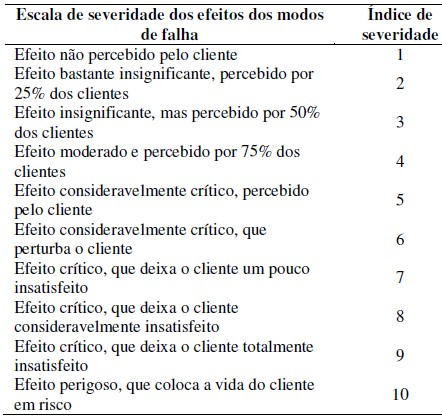 Escala de severidade dos efeitos dos modos de falha
Índice de severidade
Efeito não percebido pelo cliente 1
Efeito bastante insignificante, percebido por
25% dos clientes 2
Efeito insignificante, mas percebido por 50%
dos clientes 3
Efeito moderado e percebido por 75% dos
clientes 4
Efeito consideravelmente crítico, percebido
pelo cliente 5
Efeito consideravelmente crítico, que
perturba o cliente 6
Efeito crítico, que deixa o cliente um pouco
insatisfeito 7
Efeito crítico, que deixa o cliente
consideravelmente insatisfeito 8
Efeito crítico, que deixa o cliente totalmente
insatisfeito 9
Efeito perigoso, que coloca a vida do cliente
em risco 10